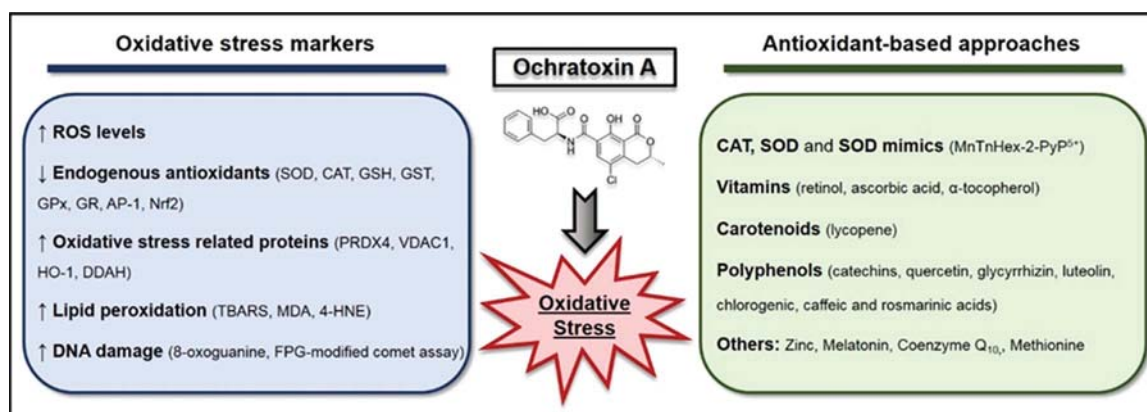 Oxidative stress markers
↑ ROS levels
↓ Endogenous antioxidants (SOD, CAT, GSH, GST,
GPx, GR, AP-1, Nrf2)
↑ Oxidative stress related proteins (PRDX4, VDAC1,
HO-1, DDAH)
↑ Lipid peroxidation (TBARS, MDA, 4-HNE)
↑ DNA damage (8-oxoguanine, FPG-modified comet assay)
Ochratoxin A
HO
O
O
OH
O
N
H
O
Cl
Oxidative
Stress
Antioxidant-based approaches
CAT, SOD and SOD mimics (MnTnHex-2-PyP⁵⁺)
Vitamins (retinol, ascorbic acid, α-tocopherol)
Carotenoids (lycopene)
Polyphenols (catechins, quercetin, glycyrrhizin, luteolin,
chlorogenic, caffeic and rosmarinic acids)
Others: Zinc, Melatonin, Coenzyme Q₁₀,, Methionine